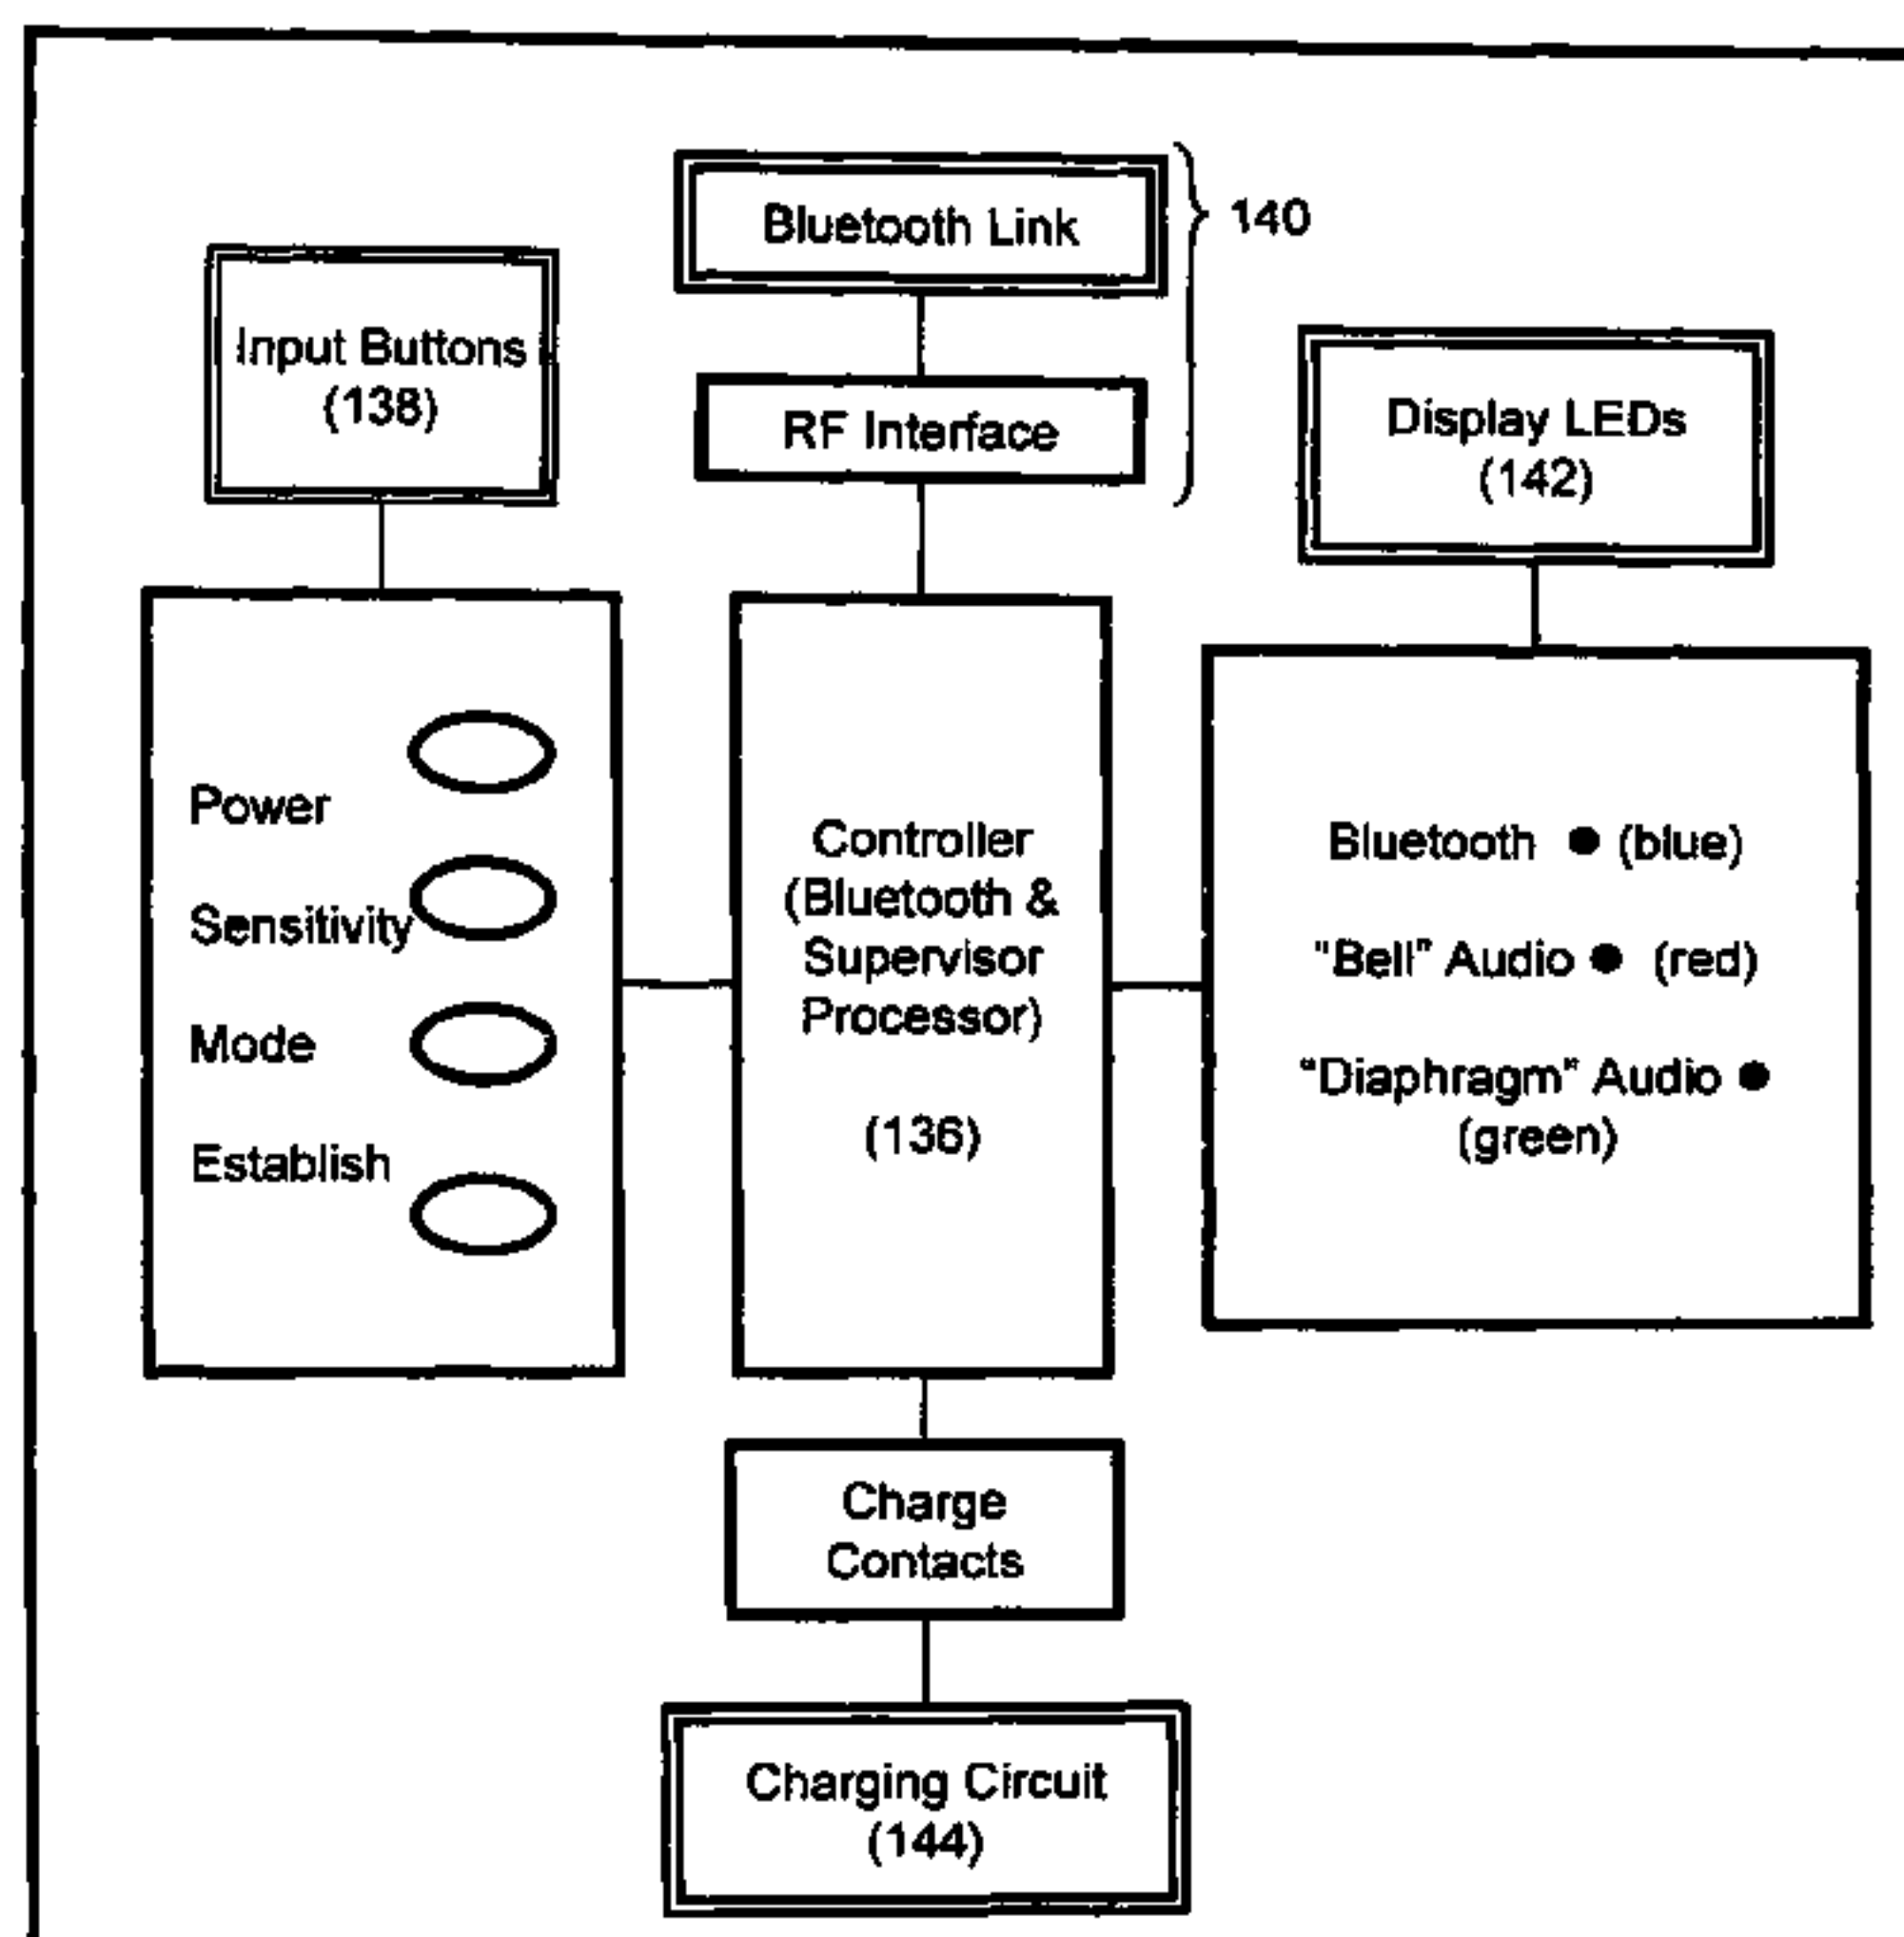 Bluetooth Link
140
Input Buttons
(138)
RF Interface
Display LEDs
(142)
Power
Sensitivity
Mode
Establish
Controller
(Bluetooth &
Supervisor
Processor)
(136)
Bluetooth ● (blue)
"Bell" Audio ● (red)
"Diaphragm" Audio ●
(green)
Charge
Contacts
Charging Circuit
(144)